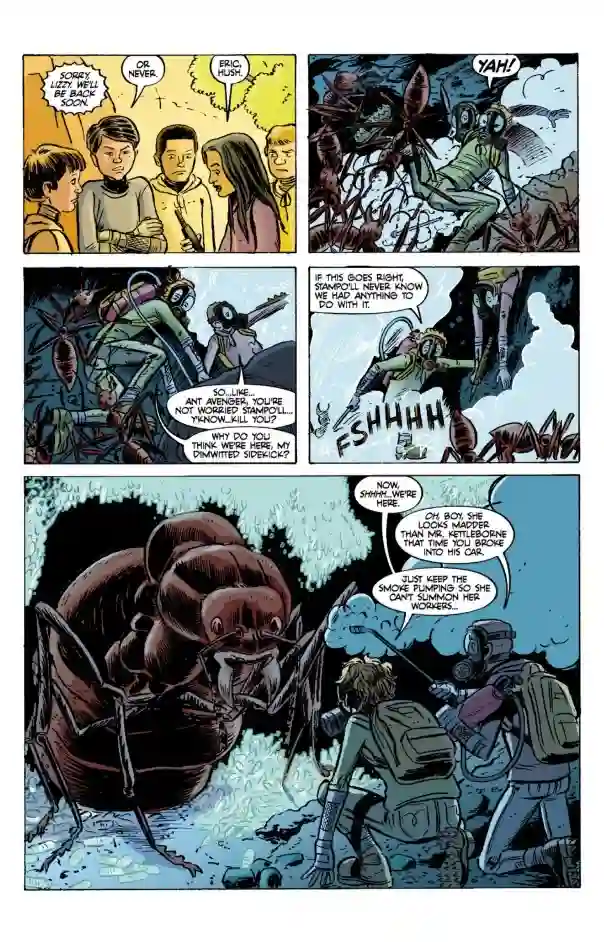 SORRY,
LIZZY. WE'LL
BE BACK
SOON.
OR
NEVER.
ERIC,
HUSH.
YAH!
SO...LIKE...
ANT AVENGER, YOU'RE
NOT WORRIED STAMPO'LL...
Y'KNOW...KILL YOU?
WHY DO YOU
THINK WE'RE HERE, MY
DIMWITTED SIDEKICK?
IF THIS GOES RIGHT,
STAMPO'LL NEVER KNOW
WE HAD ANYTHING TO
DO WITH IT.
FSHHHH
NOW,
SHHH...WE'RE
HERE.
OH, BOY, SHE
LOOKS MADDER
THAN MR. KETTLEBORNE
THAT TIME YOU BROKE
INTO HIS CAR.
JUST KEEP THE
SMOKE PUMPING SO SHE
CAN'T SUMMON HER
WORKERS...